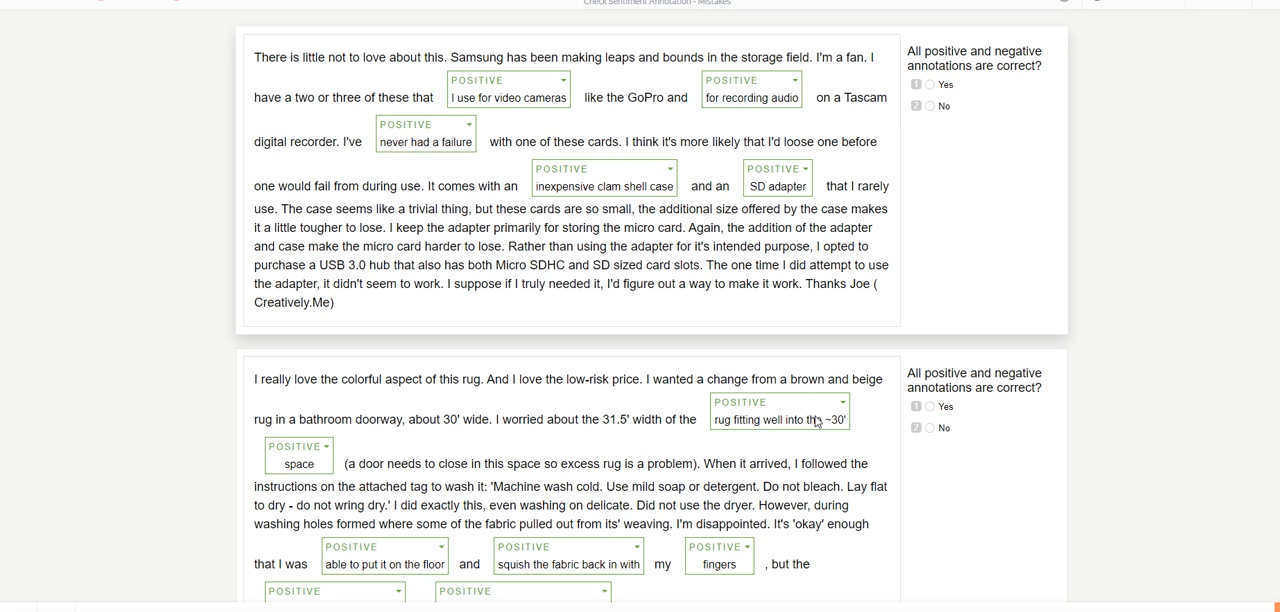 Check Sentiment Annotation - Mistakes
There is little not to love about this. Samsung has been making leaps and bounds in the storage field. I'm a fan. I
POSITIVE POSITIVE
have a two or three of these that I use for video cameras like the GoPro and for recording audio on a Tascam
POSITIVE
digital recorder. I've never had a failure with one of these cards. I think it's more likely that I'd loose one before
POSITIVE POSITIVE
one would fail from during use. It comes with an inexpensive clam shell case and an SD adapter that I rarely
use. The case seems like a trivial thing, but these cards are so small, the additional size offered by the case makes
it a little tougher to lose. I keep the adapter primarily for storing the micro card. Again, the addition of the adapter
and case make the micro card harder to lose. Rather than using the adapter for it's intended purpose, I opted to
purchase a USB 3.0 hub that also has both Micro SDHC and SD sized card slots. The one time I did attempt to use
the adapter, it didn't seem to work. I suppose if I truly needed it, I'd figure out a way to make it work. Thanks Joe (
Creatively.Me)
All positive and negative
annotations are correct?
1 Yes
2 No
I really love the colorful aspect of this rug. And I love the low-risk price. I wanted a change from a brown and beige
POSITIVE
rug in a bathroom doorway, about 30' wide. I worried about the 31.5' width of the rug fitting well into the ~30'
POSITIVE
space (a door needs to close in this space so excess rug is a problem). When it arrived, I followed the
instructions on the attached tag to wash it: 'Machine wash cold. Use mild soap or detergent. Do not bleach. Lay flat
to dry - do not wring dry.' I did exactly this, even washing on delicate. Did not use the dryer. However, during
washing holes formed where some of the fabric pulled out from its' weaving. I'm disappointed. It's 'okay' enough
POSITIVE POSITIVE POSITIVE
that I was able to put it on the floor and squish the fabric back in with my fingers , but the
POSITIVE POSITIVE
All positive and negative
annotations are correct?
1 Yes
2 No